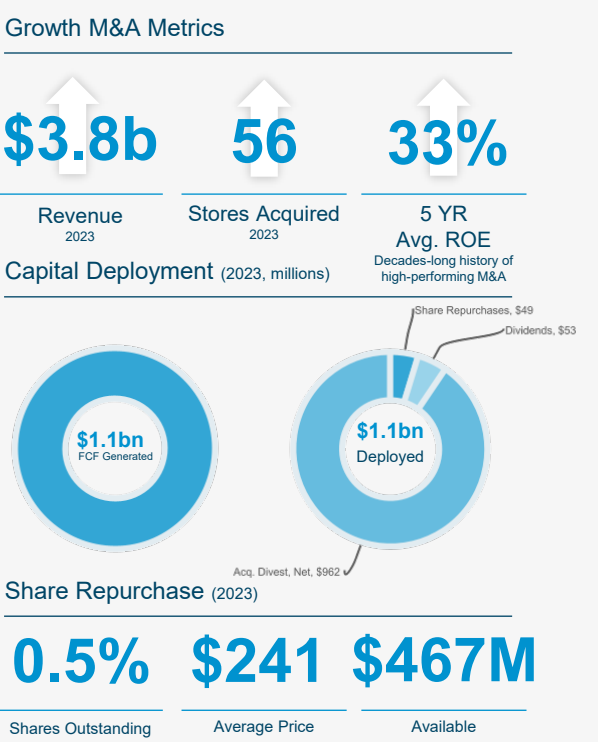 Growth M&A Metrics
$3.8b
56
33%
Revenue
2023
Stores Acquired
2023
5 YR
Avg. ROE
Decades-long history of
high-performing M&A
Capital Deployment (2023, millions)
Share Repurchases, $49
Dividends, $53
$1.1bn
FCF Generated
$1.1bn
Deployed
Acq. Divest, Net, $962
Share Repurchase (2023)
0.5%
$241
$467M
Shares Outstanding
Average Price
Available